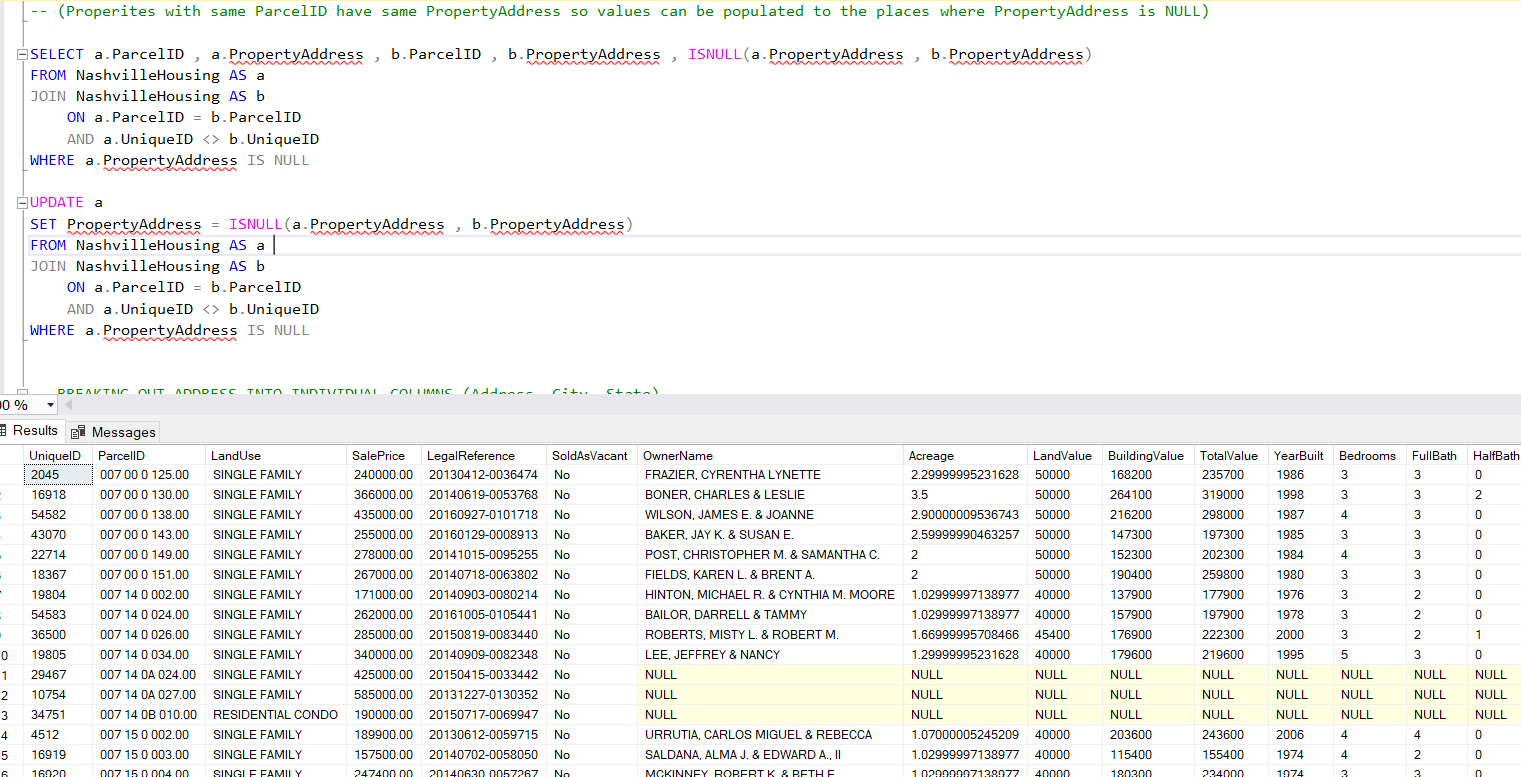 -- (Properites with same ParcelID have same PropertyAddress so values can be populated to the places where PropertyAddress is NULL)
SELECT a.ParcelID , a.PropertyAddress , b.ParcelID , b.PropertyAddress , ISNULL(a.PropertyAddress , b.PropertyAddress)
FROM NashvilleHousing AS a
JOIN NashvilleHousing AS b
ON a.ParcelID = b.ParcelID
AND a.UniqueID <> b.UniqueID
WHERE a.PropertyAddress IS NULL
UPDATE a
SET PropertyAddress = ISNULL(a.PropertyAddress , b.PropertyAddress)
FROM NashvilleHousing AS a
JOIN NashvilleHousing AS b
ON a.ParcelID = b.ParcelID
AND a.UniqueID <> b.UniqueID
WHERE a.PropertyAddress IS NULL
BREAKING OUT ADDRESS INTO INDIVIDUAL COLUMNS (Address, City, State)
00 %
Results Messages
UniqueID ParcelID LandUse SalePrice LegalReference SoldAsVacant OwnerName Acreage LandValue BuildingValue TotalValue YearBuilt Bedrooms FullBath HalfBath
2045 007 00 0 125.00 SINGLE FAMILY 240000.00 20130412-0036474 No FRAZIER, CYRENTHA LYNETTE 2.29999995231628 50000 168200 235700 1986 3 3 0
2 16918 007 00 0 130.00 SINGLE FAMILY 366000.00 20140619-0053768 No BONER, CHARLES & LESLIE 3.5 50000 264100 319000 1998 3 3 2
54582 007 00 0 138.00 SINGLE FAMILY 435000.00 20160927-0101718 No WILSON, JAMES E. & JOANNE 2.90000009536743 50000 216200 298000 1987 4 3 0
43070 007 00 0 143.00 SINGLE FAMILY 255000.00 20160129-0008913 No BAKER, JAY K. & SUSAN E. 2.59999990463257 50000 147300 197300 1985 3 3 0
22714 007 00 0 149.00 SINGLE FAMILY 278000.00 20141015-0095255 No POST, CHRISTOPHER M. & SAMANTHA C. 2 50000 152300 202300 1984 4 3 0
18367 007 00 0 151.00 SINGLE FAMILY 267000.00 20140718-0063802 No FIELDS, KAREN L. & BRENT A. 2 50000 190400 259800 1980 3 3 0
19804 007 14 0 002.00 SINGLE FAMILY 171000.00 20140903-0080214 No HINTON, MICHAEL R. & CYNTHIA M. MOORE 1.02999997138977 40000 137900 177900 1976 3 2 0
54583 007 14 0 024.00 SINGLE FAMILY 262000.00 20161005-0105441 No BAILOR, DARRELL & TAMMY 1.02999997138977 40000 157900 197900 1978 3 2 0
36500 007 14 0 026.00 SINGLE FAMILY 285000.00 20150819-0083440 No ROBERTS, MISTY L. & ROBERT M. 1.66999995708466 45400 176900 222300 2000 3 2 1
0 19805 007 14 0 034.00 SINGLE FAMILY 340000.00 20140909-0082348 No LEE, JEFFREY & NANCY 1.29999995231628 40000 179600 219600 1995 5 3 0
1 29467 007 14 0A 024.00 SINGLE FAMILY 425000.00 20150415-0033442 No NULL NULL NULL NULL NULL NULL NULL NULL NULL
2 10754 007 14 0A 027.00 SINGLE FAMILY 585000.00 20131227-0130352 No NULL NULL NULL NULL NULL NULL NULL NULL NULL
3 34751 007 14 0B 010.00 RESIDENTIAL CONDO 190000.00 20150717-0069947 No NULL NULL NULL NULL NULL NULL NULL NULL NULL
4 4512 007 15 0 002.00 SINGLE FAMILY 189900.00 20130612-0059715 No URRUTIA, CARLOS MIGUEL & REBECCA 1.07000005245209 40000 203600 243600 2006 4 4 0
5 16919 007 15 0 003.00 SINGLE FAMILY 157500.00 20140702-0058050 No SALDANA, ALMA J. & EDWARD A., II 1.02999997138977 40000 115400 155400 1974 4 2 0
6 16920 007 15 0 004.00 SINGLE FAMILY 247400.00 20140630-0057267 No MCKINNEY, ROBERT K. & BETH E. 1.02999997138977 40000 180300 234000 1974 3 3 0